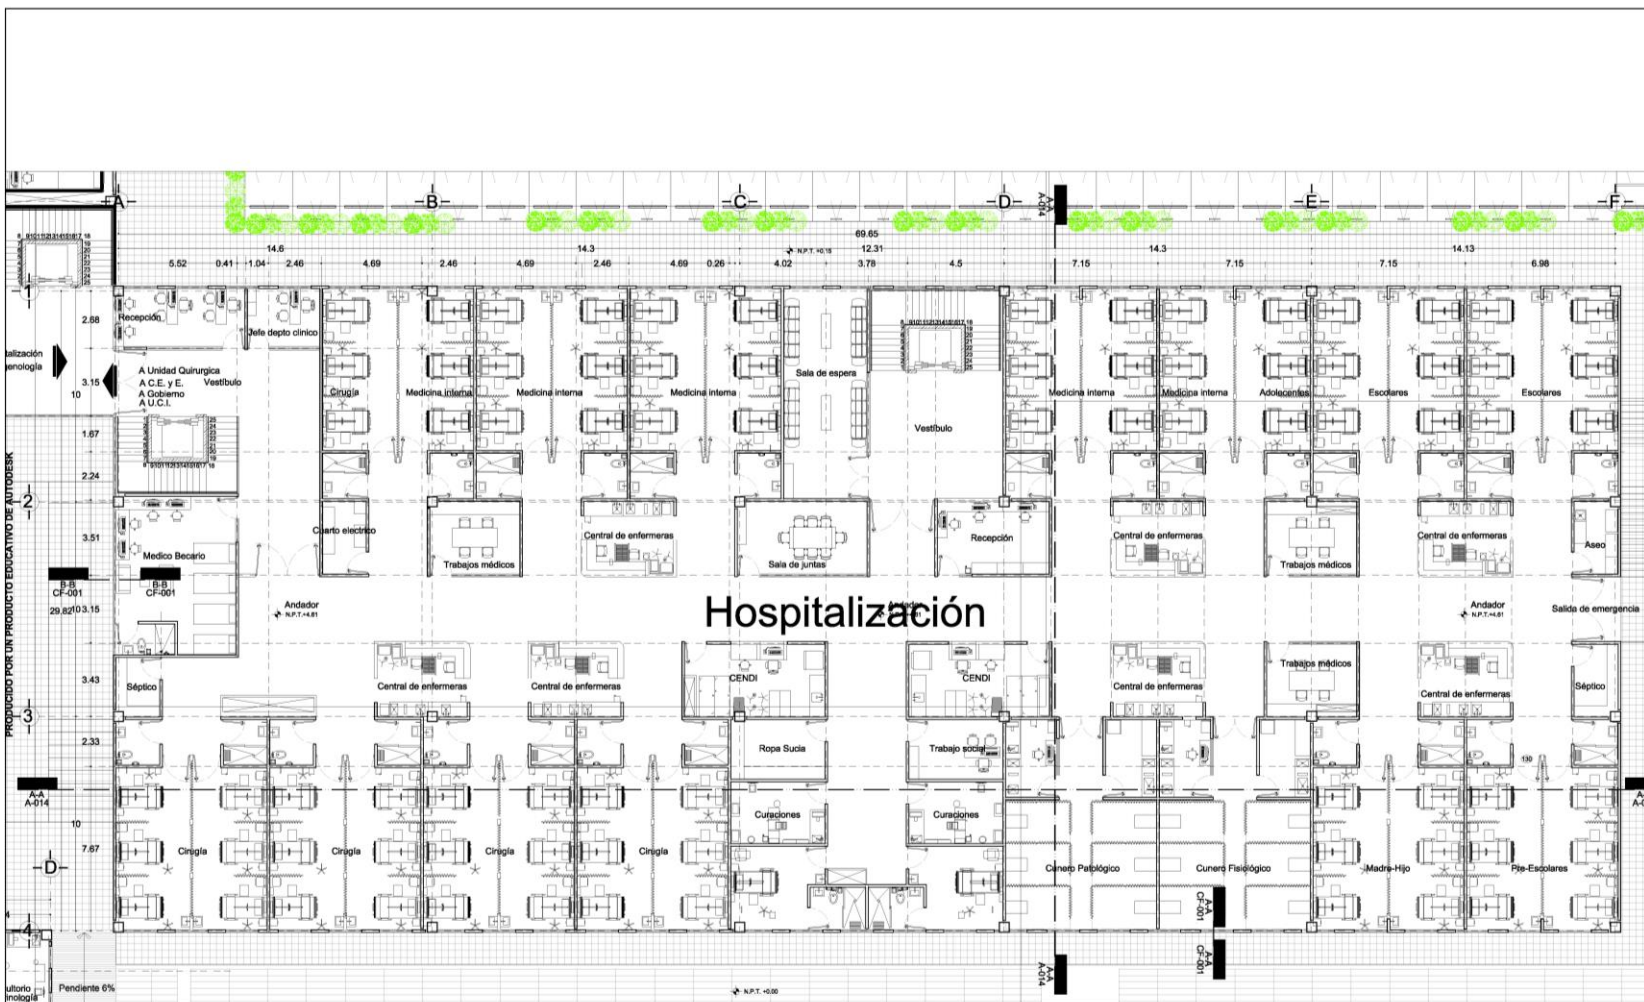 A
B
C
D
E
F
A-A
A-014
69.65
14.6
14.3
N.P.T. +0.15
12.31
14.3
14.13
5.52
0.41
1.04
2.46
4.69
2.46
4.69
2.46
4.69
0.26
4.02
3.78
4.5
7.15
7.15
7.15
6.98
1
2.68
Recepción
Jefe depto clinico
3.15
10
A Unidad Quirurgica
A C.E. y E.
A Gobierno
A U.C.I.
Vestíbulo
Cirugía
Medicina interna
Medicina interna
Medicina interna
Sala de espera
Vestíbulo
Medicina interna
Medicina interna
Adolecentes
Escolares
Escolares
1.67
2.24
2
3.51
Medico Becario
Cuarto electrico
Trabajos médicos
Central de enfermeras
Sala de juntas
Recepción
Central de enfermeras
Trabajos médicos
Central de enfermeras
Aseo
B-B
CF-001
B-B
CF-001
29.82
10
3.15
Andador
N.P.T.+4.81
Hospitalización
Andador
Andador
N.P.T.+4.81
Salida de emergencia
3.43
Séptico
Central de enfermeras
Central de enfermeras
CENDI
CENDI
Central de enfermeras
Trabajos médicos
Central de enfermeras
Séptico
3
2.33
Ropa Sucia
Trabajo social
130
A-A
A-014
10
7.67
Curaciones
Curaciones
D
Cirugía
Cirugía
Cirugía
Cirugía
Cunero Patológico
Cunero Fisiológico
Madre-Hijo
Pre-Escolares
A-A
CF-001
4
A-A
CF-001
A-A
A-014
Pendiente 6%
N.P.T. +0.00
PRODUCIDO POR UN PRODUCTO EDUCATIVO DE AUTODESK